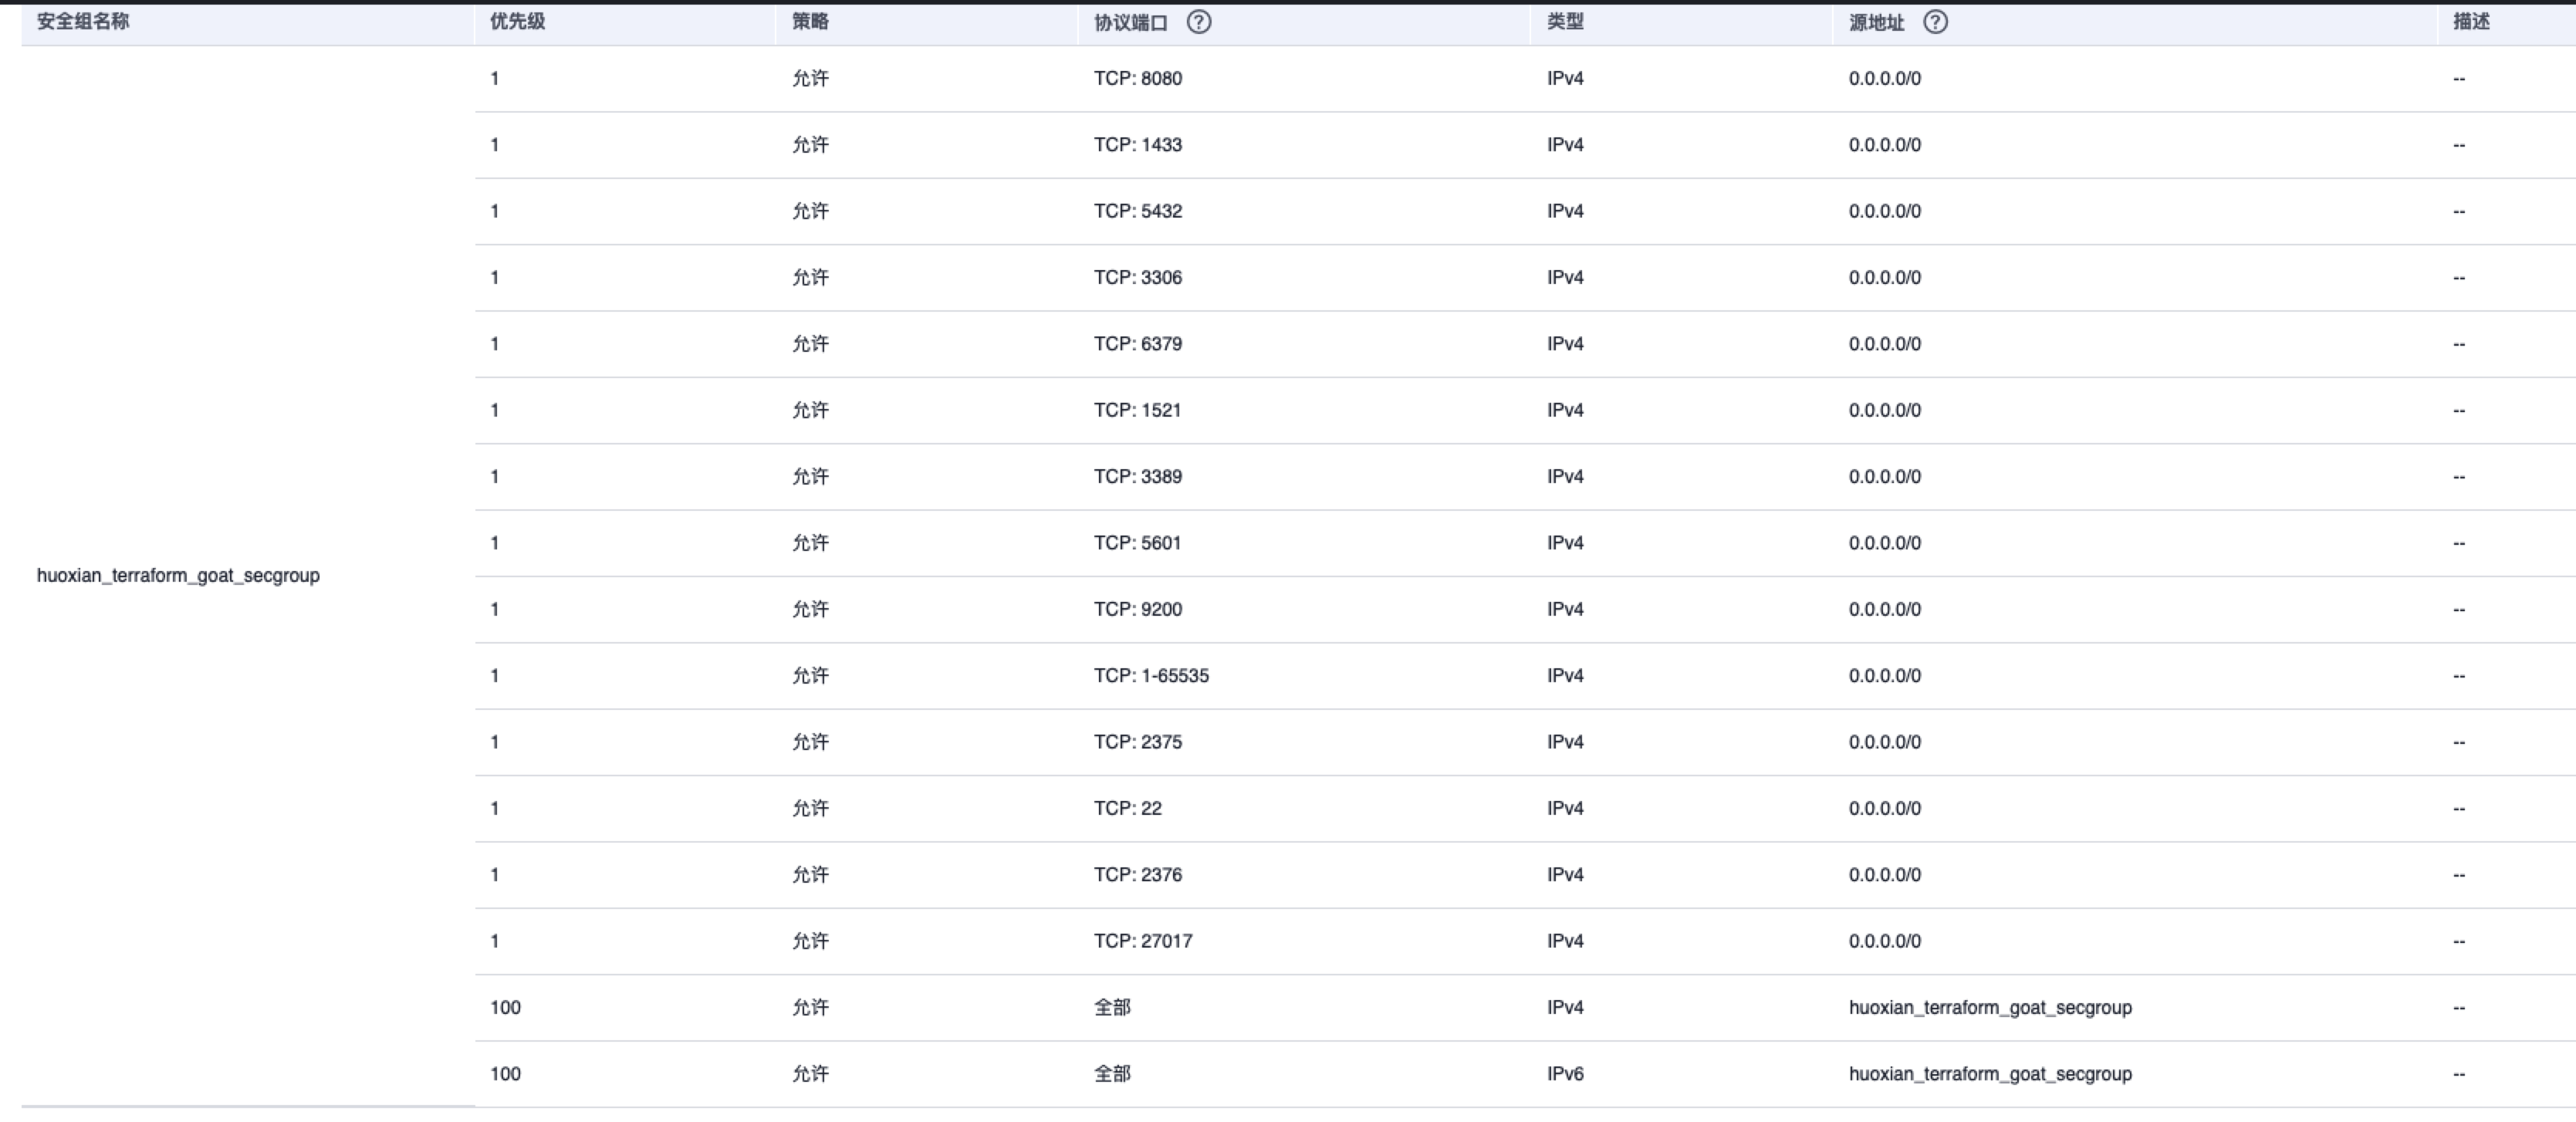 安全组名称 优先级 策略 协议端口 ? 类型 源地址 ? 描述
1 允许 TCP: 8080 IPv4 0.0.0.0/0 --
1 允许 TCP: 1433 IPv4 0.0.0.0/0 --
1 允许 TCP: 5432 IPv4 0.0.0.0/0 --
1 允许 TCP: 3306 IPv4 0.0.0.0/0 --
1 允许 TCP: 6379 IPv4 0.0.0.0/0 --
1 允许 TCP: 1521 IPv4 0.0.0.0/0 --
1 允许 TCP: 3389 IPv4 0.0.0.0/0 --
1 允许 TCP: 5601 IPv4 0.0.0.0/0 --
huoxian_terraform_goat_secgroup
1 允许 TCP: 9200 IPv4 0.0.0.0/0 --
1 允许 TCP: 1-65535 IPv4 0.0.0.0/0 --
1 允许 TCP: 2375 IPv4 0.0.0.0/0 --
1 允许 TCP: 22 IPv4 0.0.0.0/0 --
1 允许 TCP: 2376 IPv4 0.0.0.0/0 --
1 允许 TCP: 27017 IPv4 0.0.0.0/0 --
100 允许 全部 IPv4 huoxian_terraform_goat_secgroup --
100 允许 全部 IPv6 huoxian_terraform_goat_secgroup --